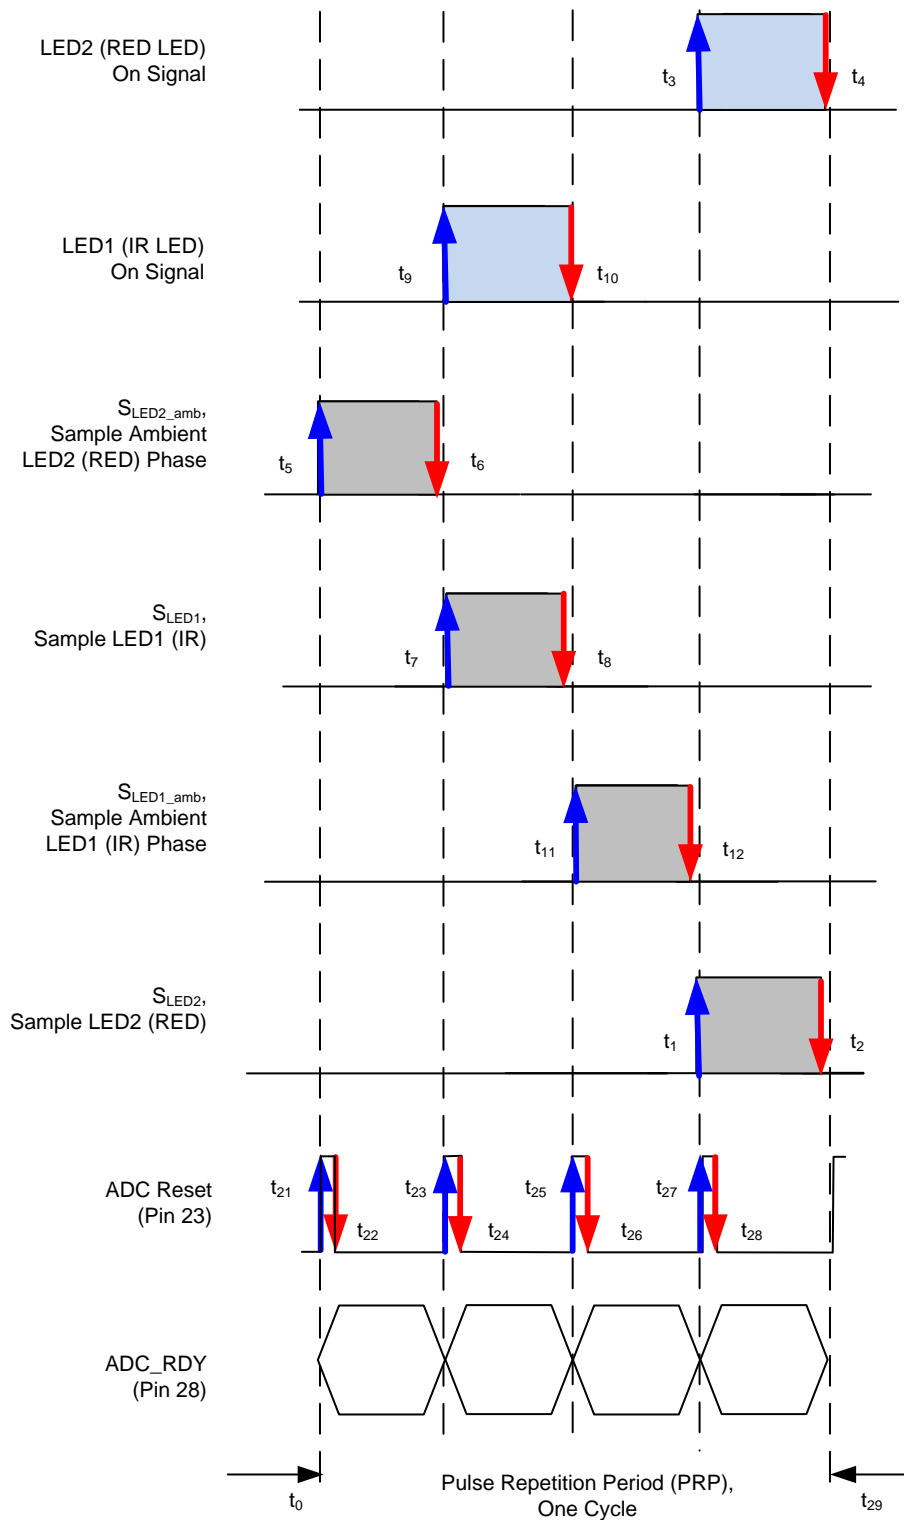 LED2 (RED LED)
On Signal
t3
t4
LED1 (IR LED)
On Signal
t9
t10
SLED2_amb,
Sample Ambient
LED2 (RED) Phase
t5
t6
SLED1,
Sample LED1 (IR)
t7
t8
SLED1_amb,
Sample Ambient
LED1 (IR) Phase
t11
t12
SLED2,
Sample LED2 (RED)
t1
t2
ADC Reset
(Pin 23)
t21
t22
t23
t24
t25
t26
t27
t28
ADC_RDY
(Pin 28)
t0
Pulse Repetition Period (PRP),
One Cycle
t29